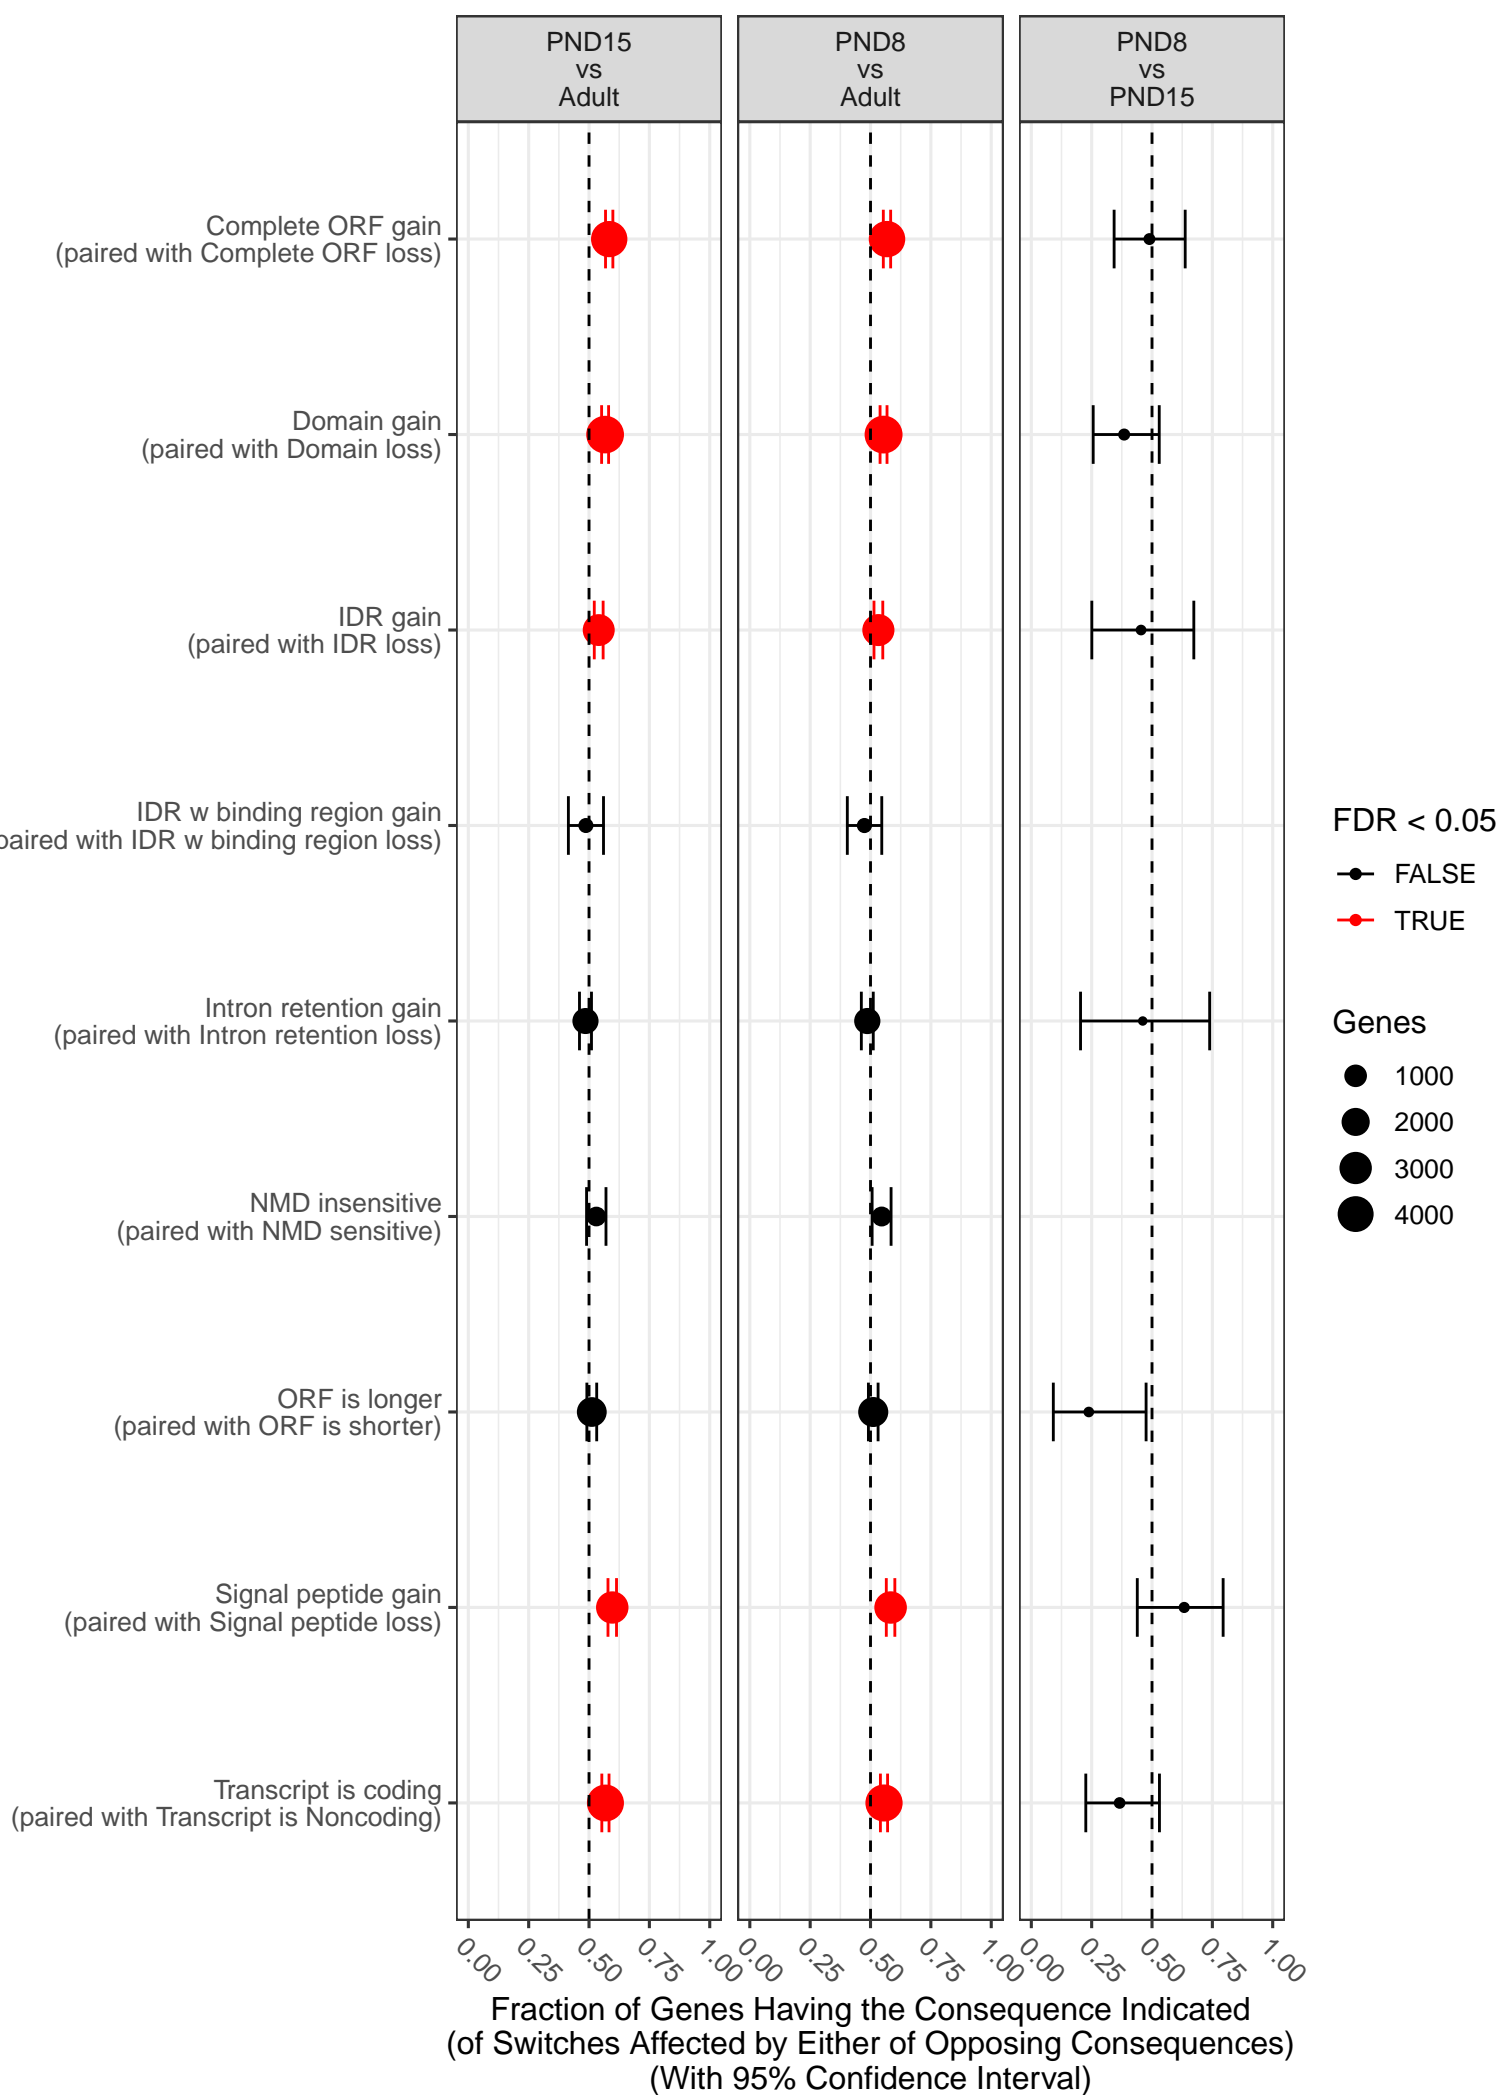 PND15
vs
Adult
PND8
vs
Adult
PND8
vs
PND15
Complete ORF gain
(paired with Complete ORF loss)
Domain gain
(paired with Domain loss)
IDR gain
(paired with IDR loss)
IDR w binding region gain
paired with IDR w binding region loss)
Intron retention gain
(paired with Intron retention loss)
NMD insensitive
(paired with NMD sensitive)
ORF is longer
(paired with ORF is shorter)
Signal peptide gain
(paired with Signal peptide loss)
Transcript is coding
(paired with Transcript is Noncoding)
0.00 0.25 0.50 0.75 1.00
0.00 0.25 0.50 0.75 1.00
0.00 0.25 0.50 0.75 1.00
Fraction of Genes Having the Consequence Indicated
(of Switches Affected by Either of Opposing Consequences)
(With 95% Confidence Interval)
FDR < 0.05
FALSE
TRUE
Genes
1000
2000
3000
4000